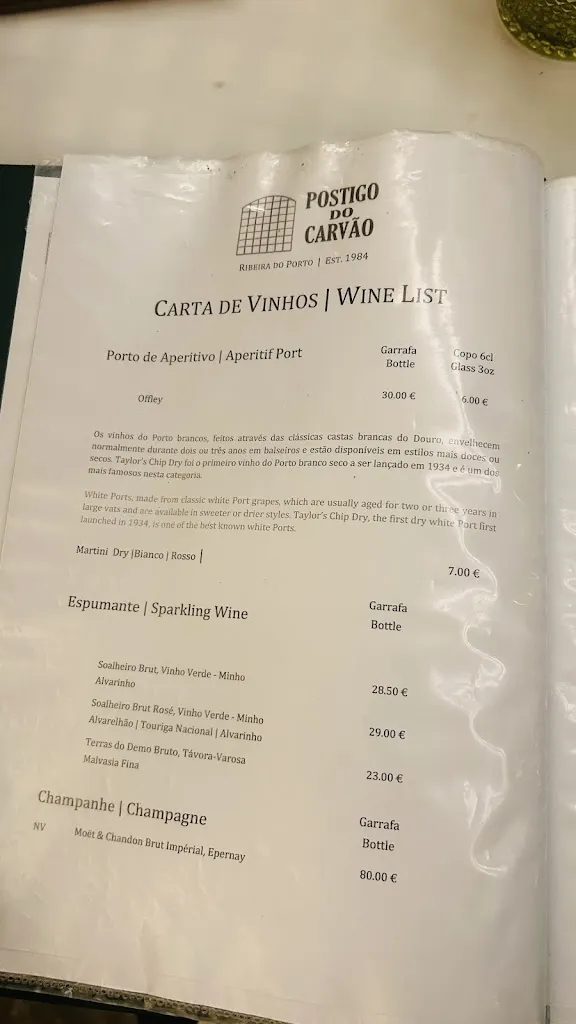 POSTIGO
DO
CARVÃO
RIBEIRA DO PORTO | EST. 1984
CARTA DE VINHOS | WINE LIST
Porto de Aperitivo | Aperitif Port
Garrafa Copo 6cl
Bottle Glass 3oz
Offley 30.00 € 6.00 €
Os vinhos do Porto brancos, feitos através das clássicas castas brancas do Douro, envelhecem
normalmente durante dois ou três anos em balseiros e estão disponíveis em estilos mais doces ou
secos. Taylor's Chip Dry foi o primeiro vinho do Porto branco seco a ser lançado em 1934 e é um dos
mais famosos nesta categoria.
White Ports, made from classic white Port grapes, which are usually aged for two or three years in
large vats and are available in sweeter or drier styles. Taylor's Chip Dry, the first dry white Port first
launched in 1934, is one of the best known white Ports.
Martini Dry |Bianco | Rosso | 7.00 €
Espumante | Sparkling Wine
Garrafa
Bottle
Soalheiro Brut, Vinho Verde - Minho
Alvarinho 28.50 €
Soalheiro Brut Rosé, Vinho Verde - Minho
Alvarelhão | Touriga Nacional | Alvarinho 29.00 €
Terras do Demo Bruto, Távora-Varosa
Malvasia Fina 23.00 €
Champanhe | Champagne
Garrafa
Bottle
NV Moët & Chandon Brut Impérial, Epernay 80.00 €